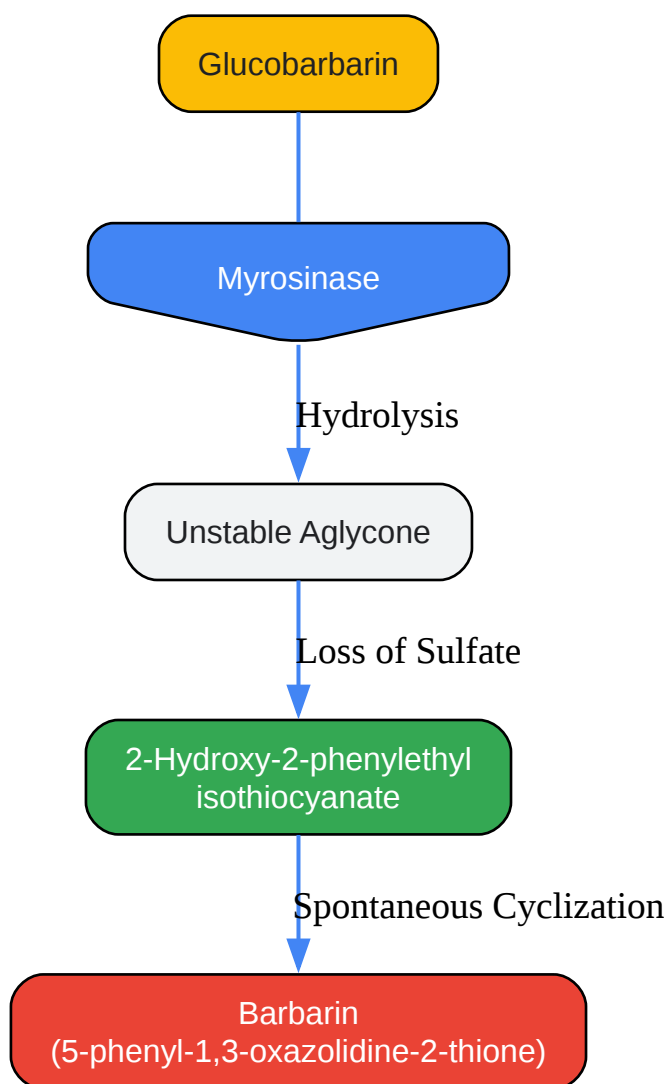 Glucobarbarin
Myrosinase
Hydrolysis
Unstable Aglycone
Loss of Sulfate
2-Hydroxy-2-phenylethyl
isothiocyanate
Spontaneous Cyclization
Barbarin
(5-phenyl-1,3-oxazolidine-2-thione)